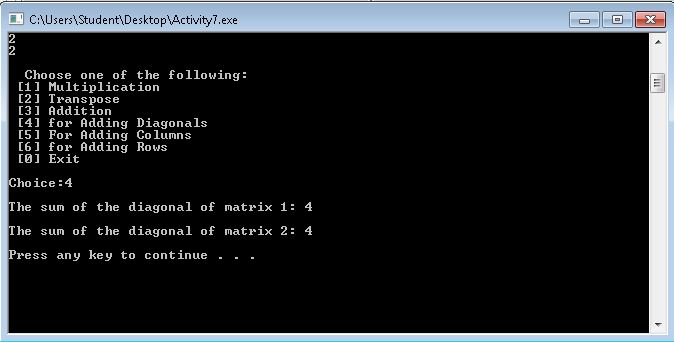 C:\Users\Student\Desktop\Activity7.exe
2
2
Choose one of the following:
[1] Multiplication
[2] Transpose
[3] Addition
[4] for Adding Diagonals
[5] For Adding Columns
[6] for Adding Rows
[0] Exit
Choice:4
The sum of the diagonal of matrix 1: 4
The sum of the diagonal of matrix 2: 4
Press any key to continue . . .